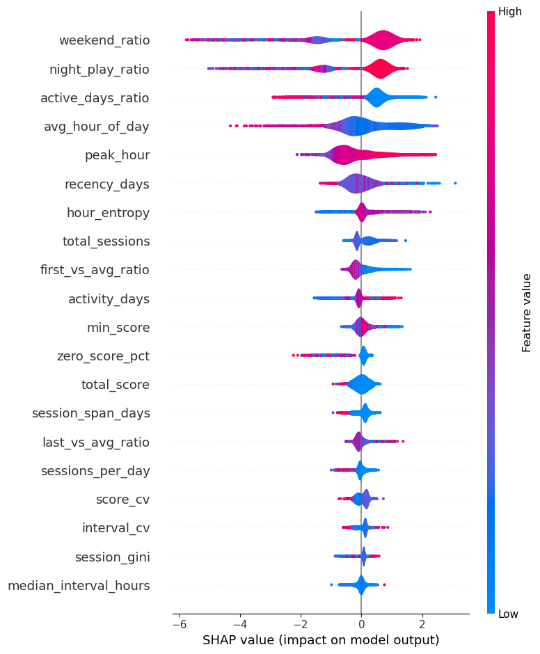 High
weekend_ratio
night_play_ratio
active_days_ratio
avg_hour_of_day
peak_hour
recency_days
hour_entropy
total_sessions
first_vs_avg_ratio
activity_days
min_score
zero_score_pct
total_score
session_span_days
last_vs_avg_ratio
sessions_per_day
score_cv
interval_cv
session_gini
median_interval_hours
Feature value
Low
−6 −4 −2 0 2
SHAP value (impact on model output)